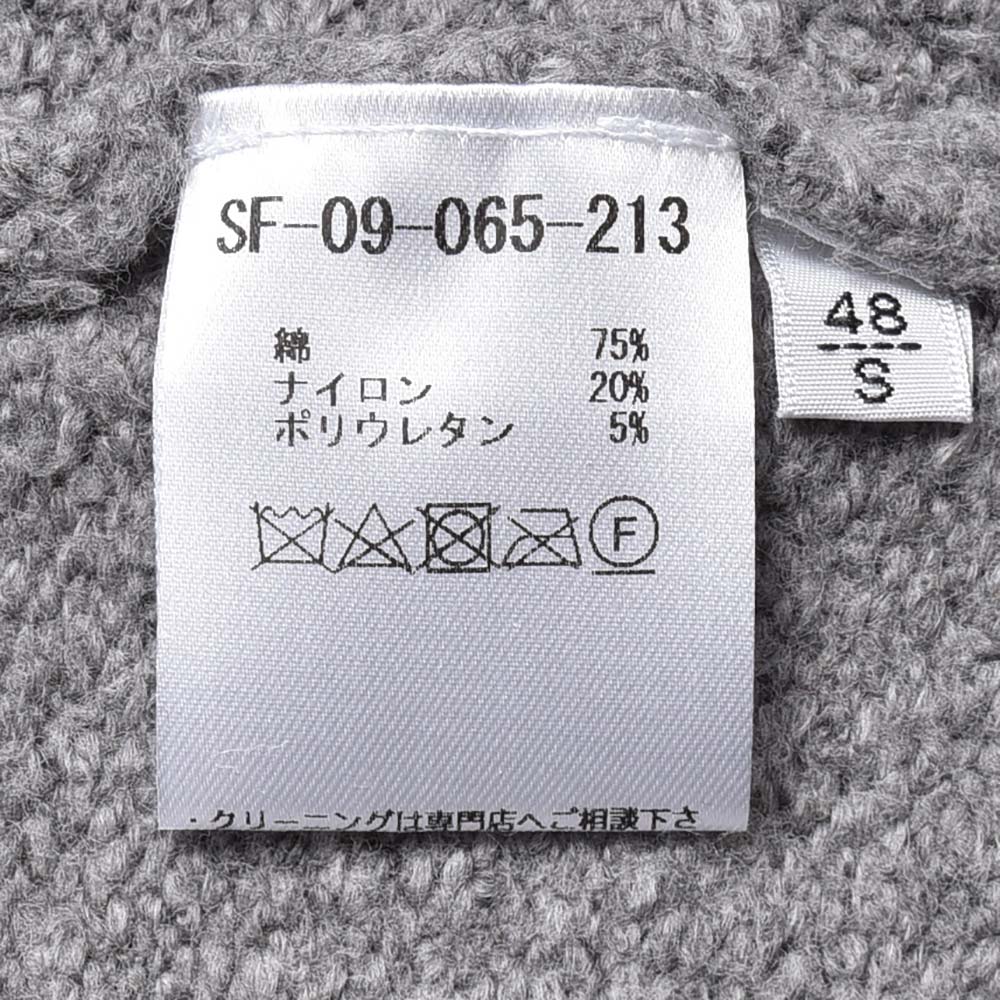 SF-09-065-213
綿 75%
ナイロン 20%
ポリウレタン 5%
F
・クリーニングは専門店へご相談下さ
48
S